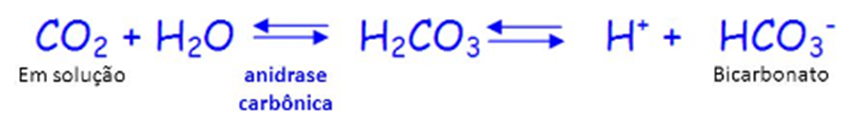 CO₂ + H₂O ⇌ H₂CO₃ ⇌ H⁺ + HCO₃⁻
Em solução anidrase Bicarbonato
carbônica